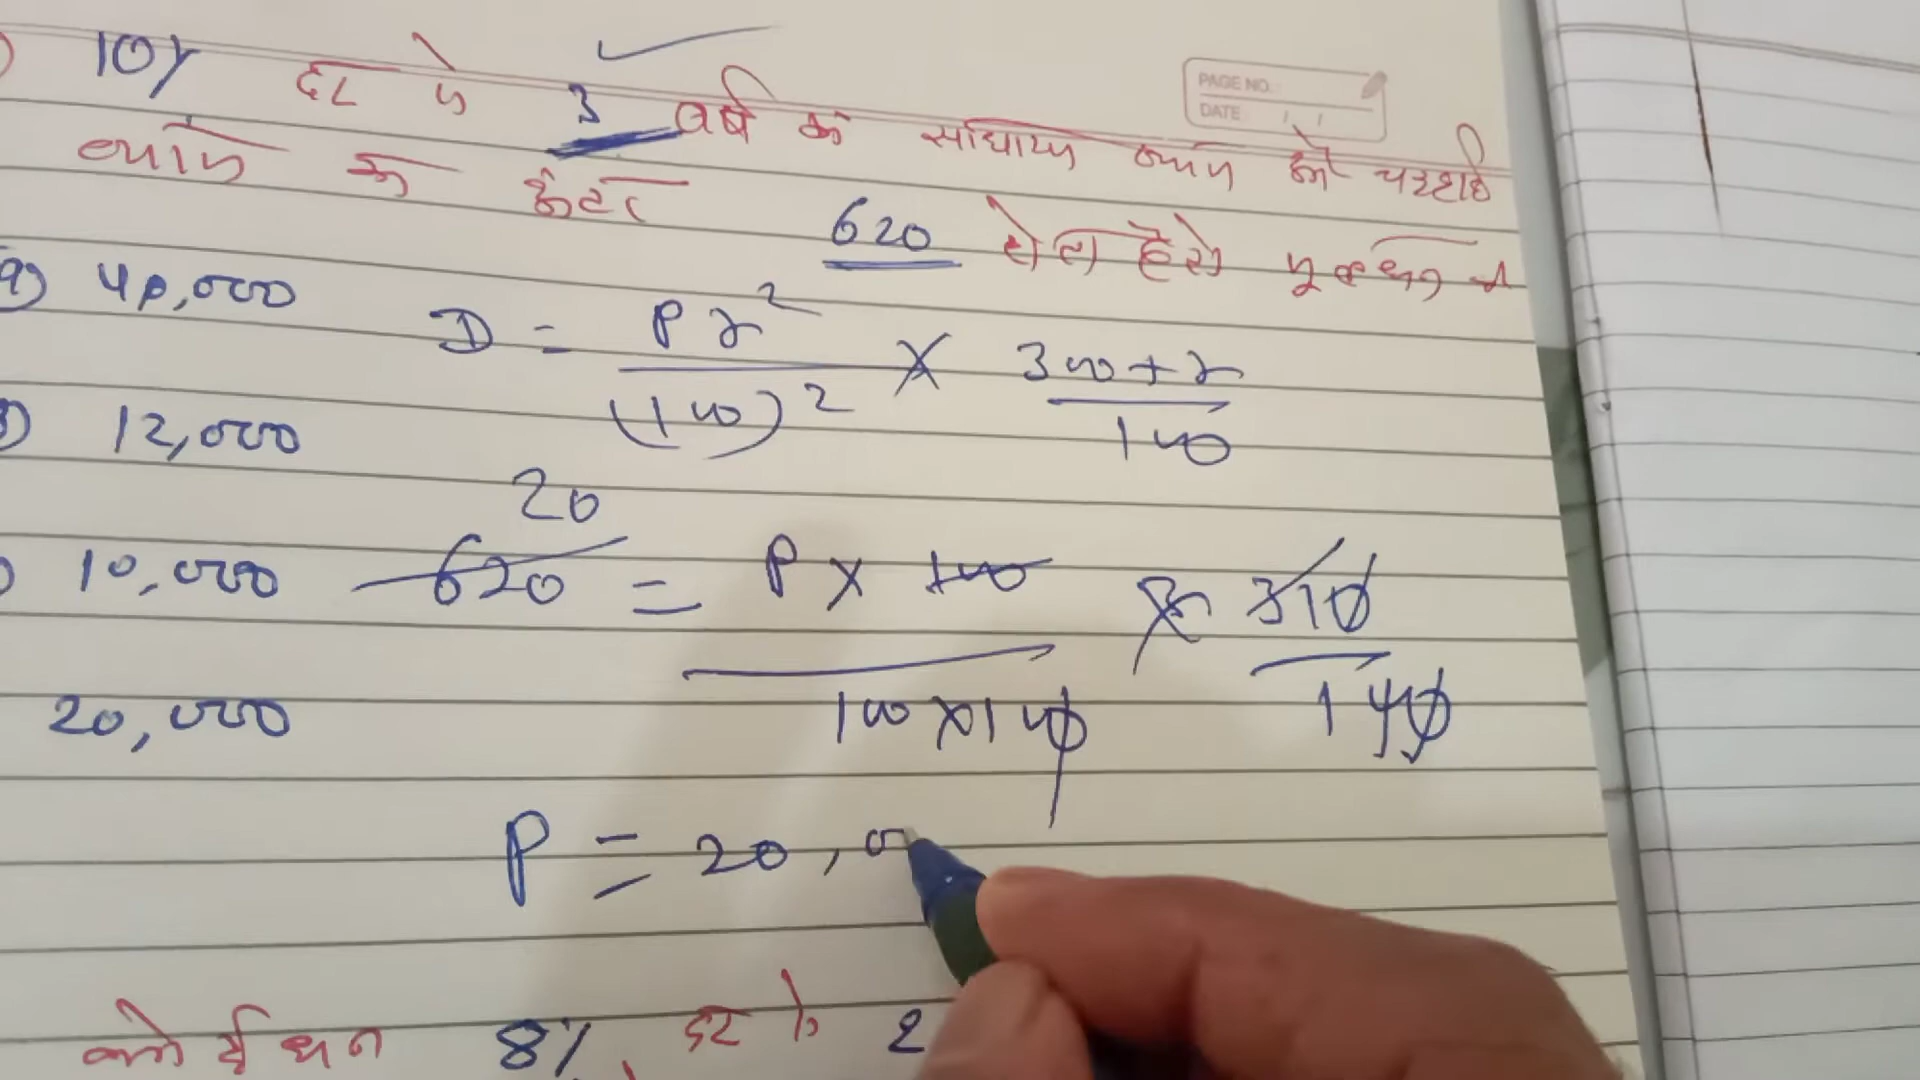 10% दर से 3 वर्ष के साधारण ब्याज और चक्रवृद्धि
PAGE NO.:
DATE / /
ब्याज का अंतर 620 होता है तो मूलधन
a) 40,000 D = P r² / (100)² × 300 + r / 100
12,000
20
10,000 620 = P × 100 / 100 × 100 × 310 / 100
20,000
P = 20,0
कोई धन 8% दर से 2